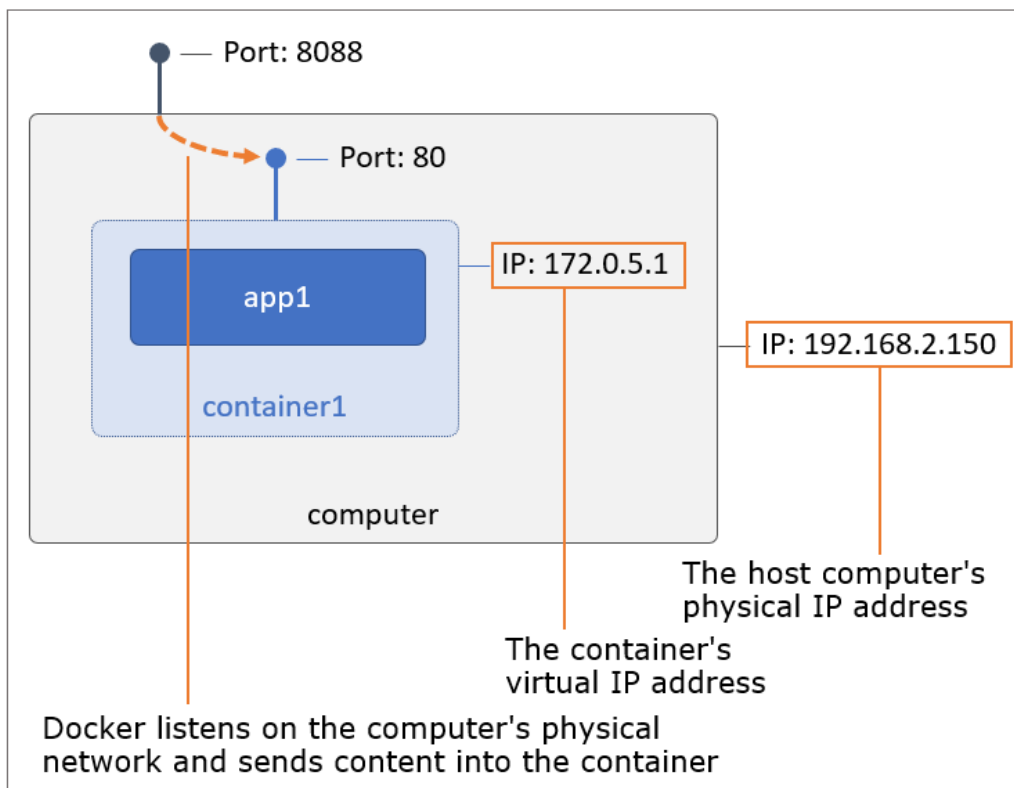 Port: 8088
Port: 80
IP: 172.0.5.1
app1
IP: 192.168.2.150
container1
computer
The host computer's
physical IP address
The container's
virtual IP address
Docker listens on the computer's physical
network and sends content into the container